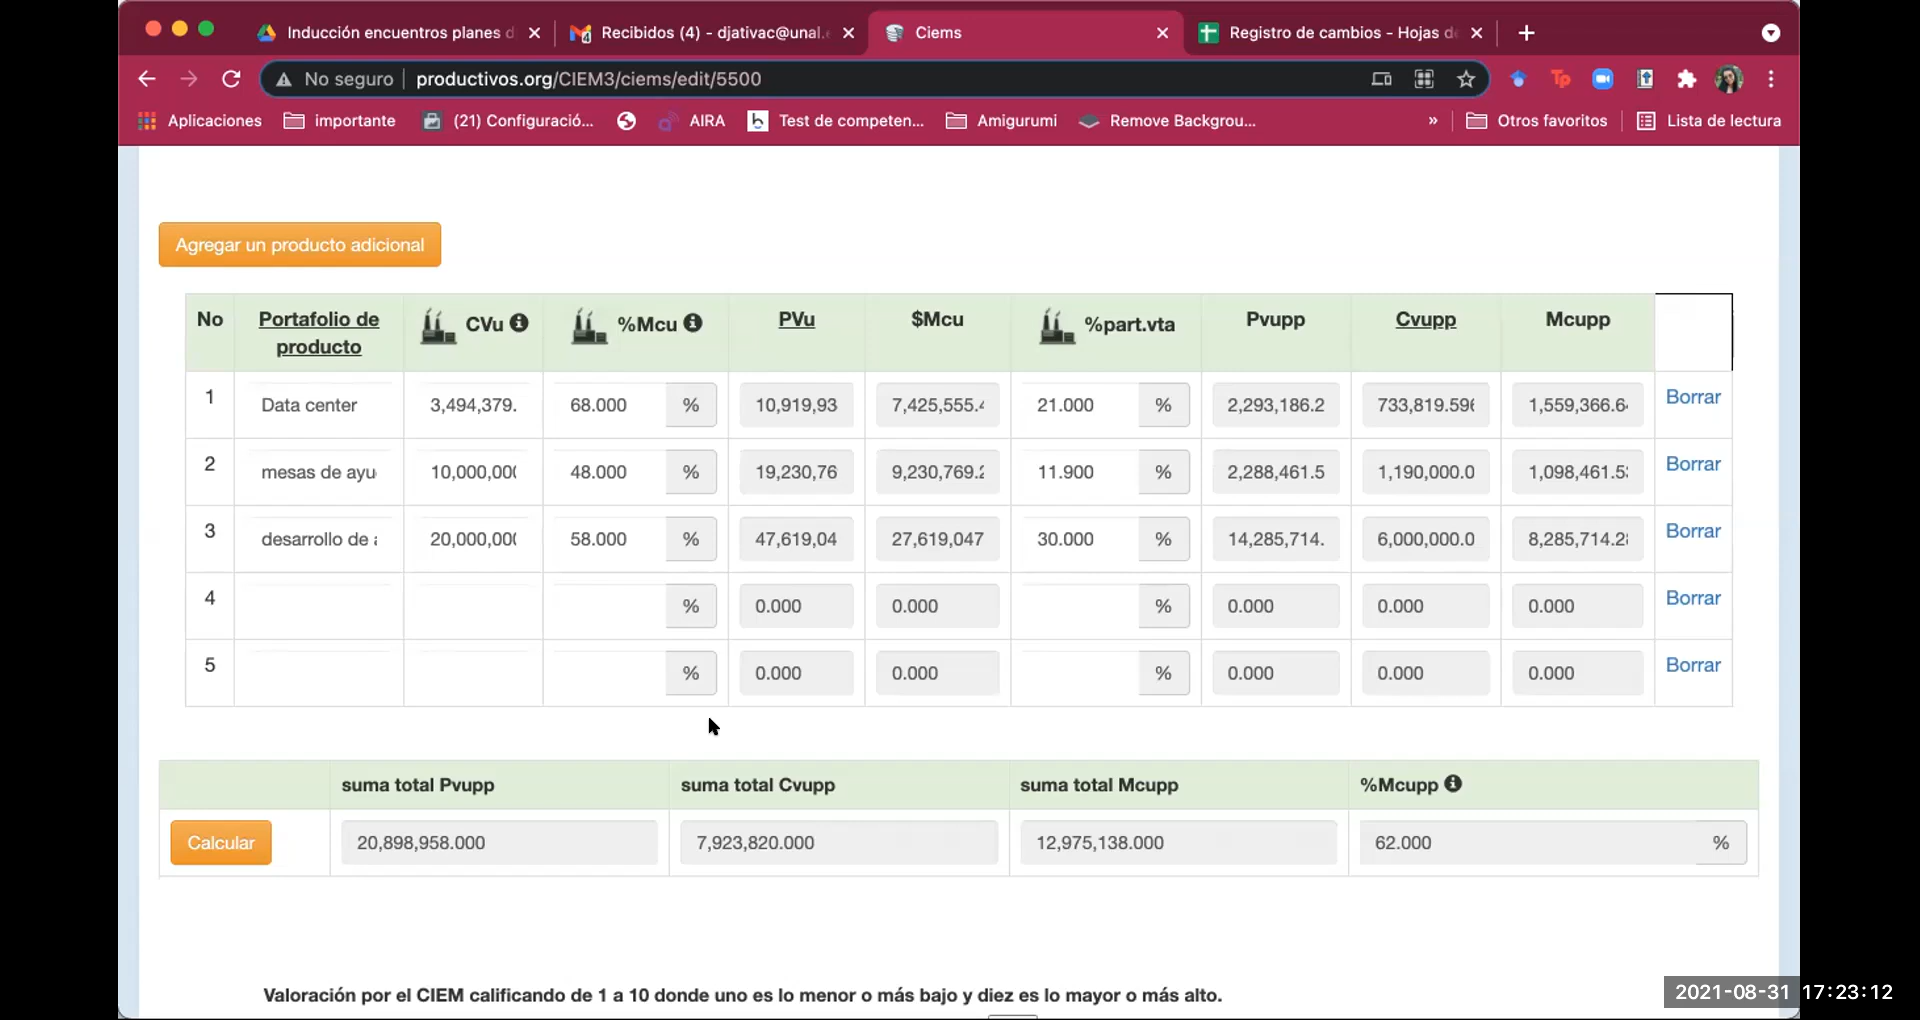 Inducción encuentros planes d
Recibidos (4) - djativac@unal.
Ciems
Registro de cambios - Hojas de
No seguro
productivos.org/CIEM3/ciems/edit/5500
Aplicaciones
importante
(21) Configuració...
AIRA
Test de competen...
Amigurumi
Remove Backgrou...
»
Otros favoritos
Lista de lectura
Agregar un producto adicional
No Portafolio de producto CVu %Mcu PVu $Mcu %part.vta Pvupp Cvupp Mcupp
1 Data center 3,494,379. 68.000 % 10,919,93 7,425,555.4 21.000 % 2,293,186.2 733,819.596 1,559,366.6 Borrar
2 mesas de ayu 10,000,000 48.000 % 19,230,76 9,230,769.2 11.900 % 2,288,461.5 1,190,000.0 1,098,461.5 Borrar
3 desarrollo de a 20,000,000 58.000 % 47,619,04 27,619,047 30.000 % 14,285,714. 6,000,000.0 8,285,714.2 Borrar
4 % 0.000 0.000 % 0.000 0.000 0.000 Borrar
5 % 0.000 0.000 % 0.000 0.000 0.000 Borrar
suma total Pvupp suma total Cvupp suma total Mcupp %Mcupp
Calcular 20,898,958.000 7,923,820.000 12,975,138.000 62.000 %
Valoración por el CIEM calificando de 1 a 10 donde uno es lo menor o más bajo y diez es lo mayor o más alto.
2021-08-31 17:23:12